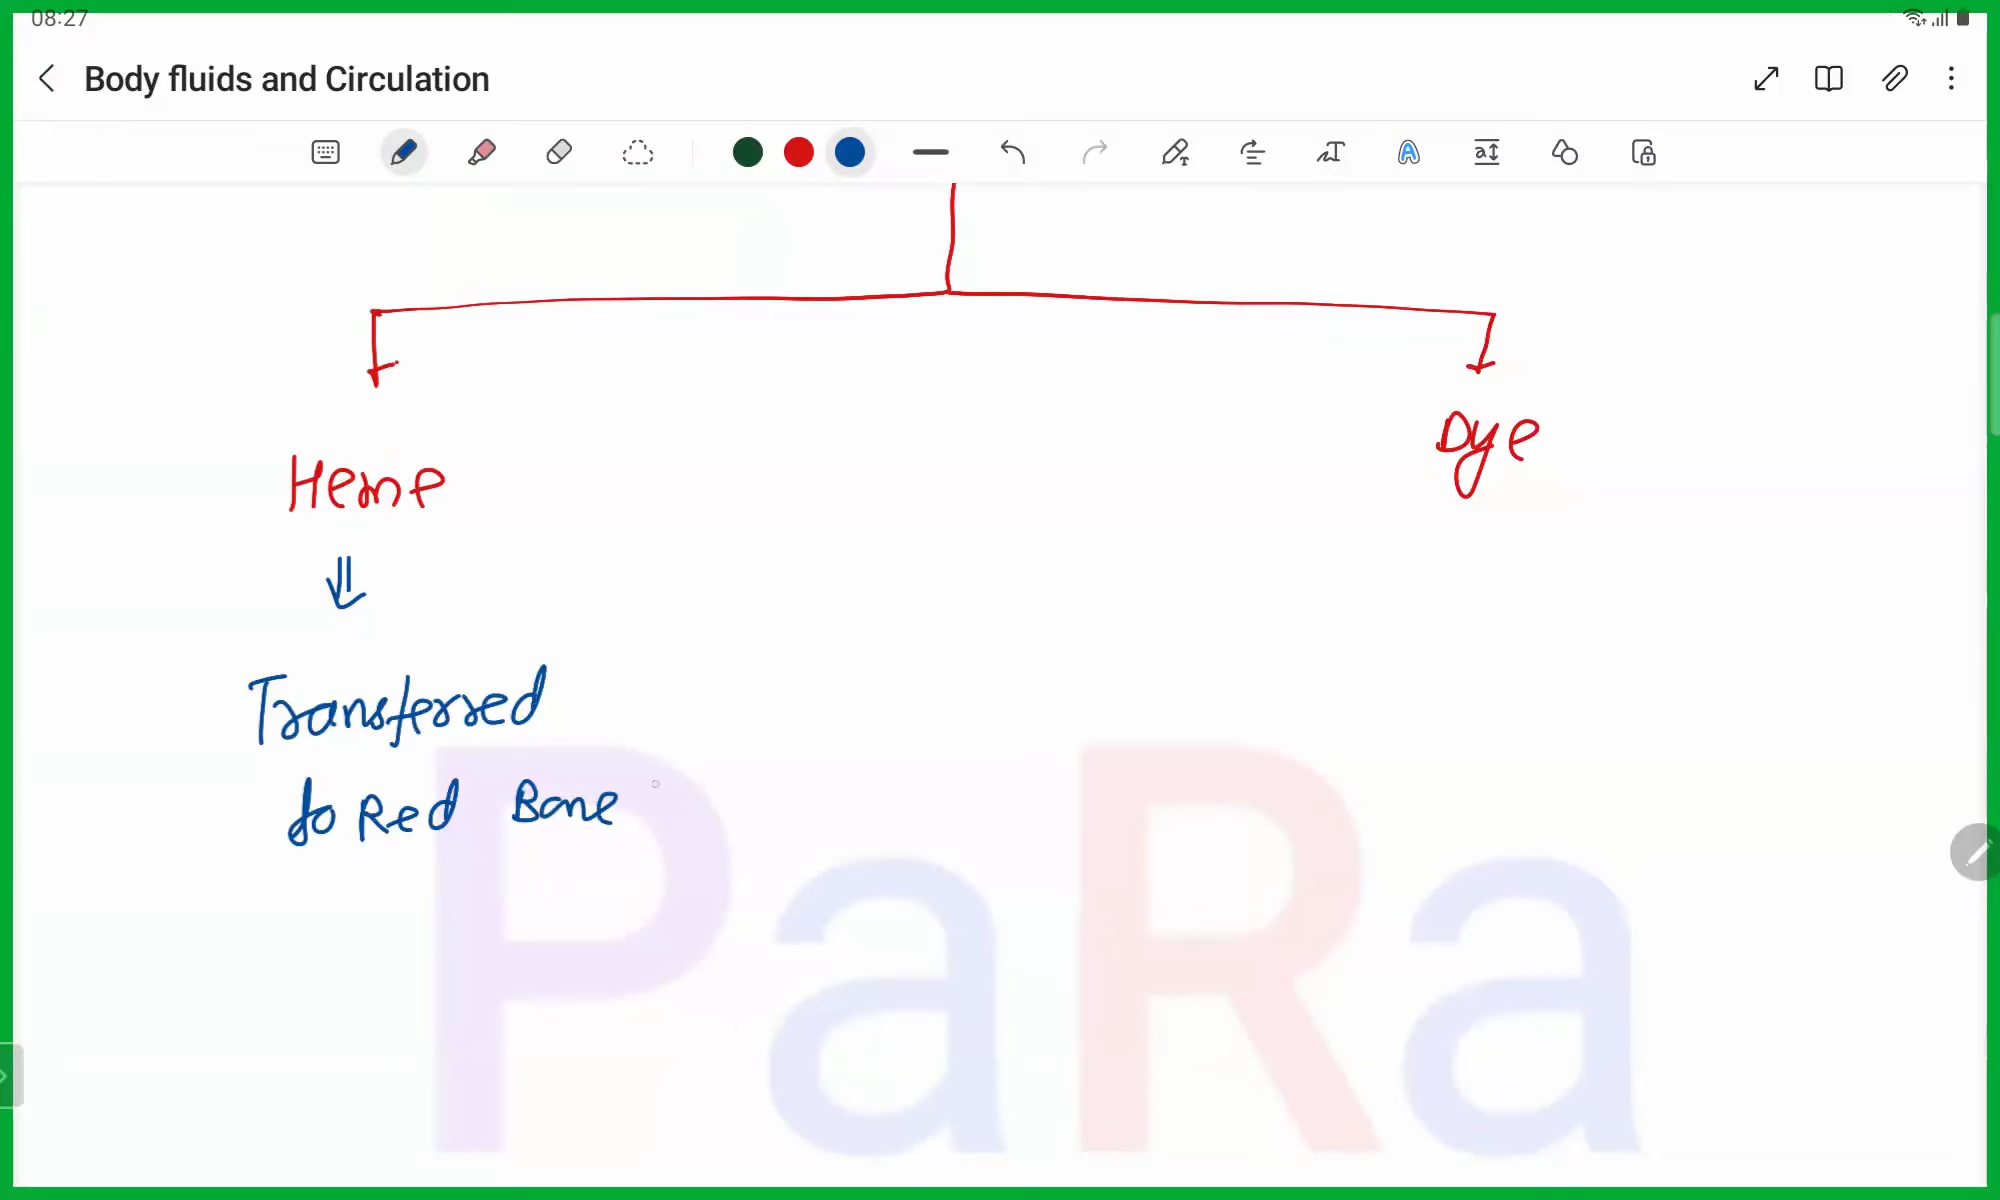 08:27
Body fluids and Circulation
Heme
Dye
Transferred
to Red Bone
PaRa